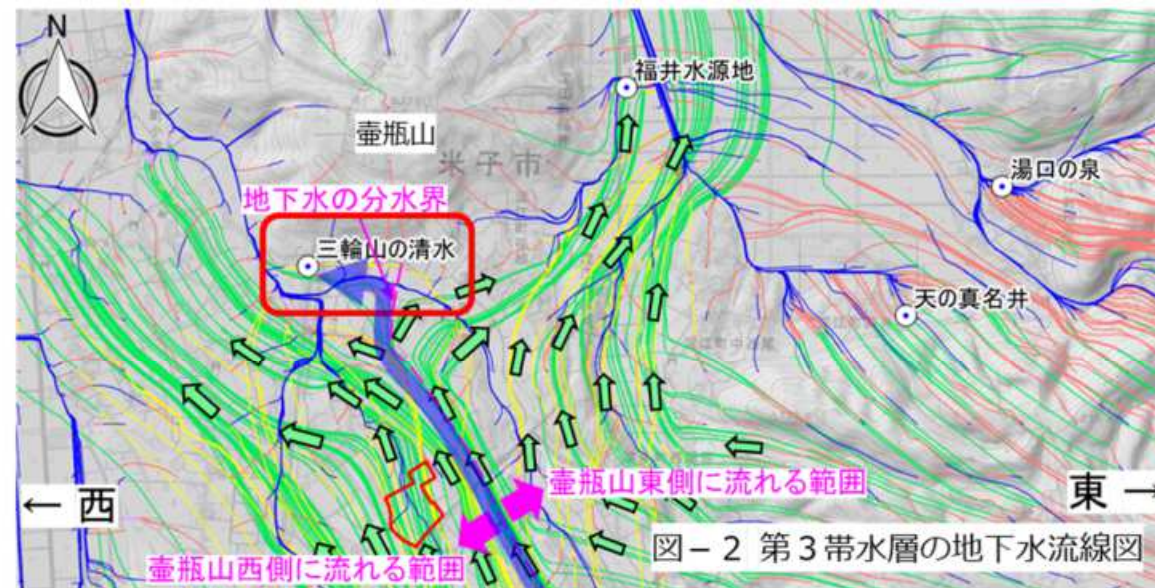 N
福井水源地
壷瓶山
米子市
湯口の泉
地下水の分水界
三輪山の清水
天の真名井
壷瓶山東側に流れる範囲
← 西
東 →
図－2 第3帯水層の地下水流線図
壷瓶山西側に流れる範囲